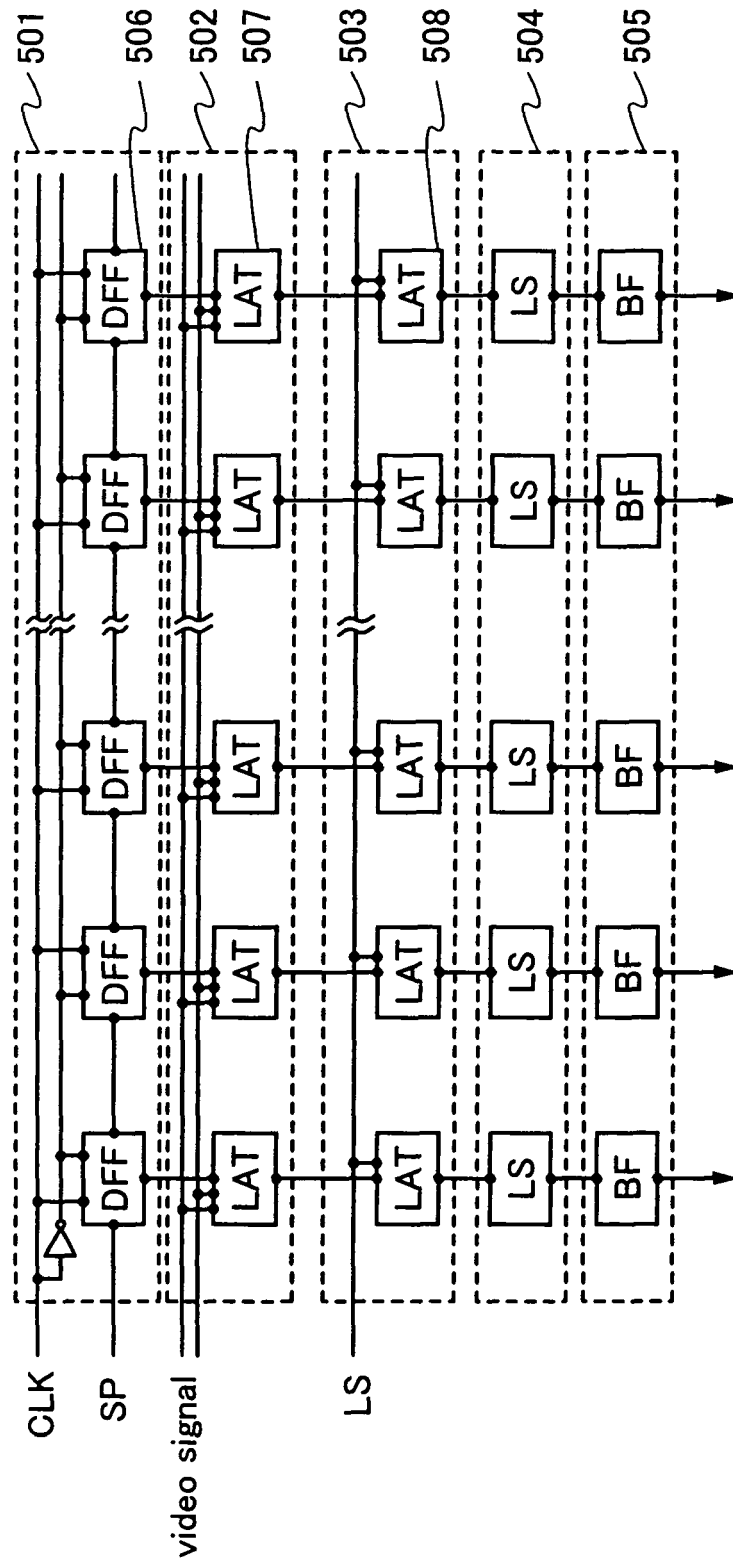 CLK
SP
video signal
LS
DFF DFF DFF DFF DFF
LAT LAT LAT LAT LAT
LAT LAT LAT LAT LAT
LS LS LS LS LS
BF BF BF BF BF
501
506
502
507
503
508
504
505